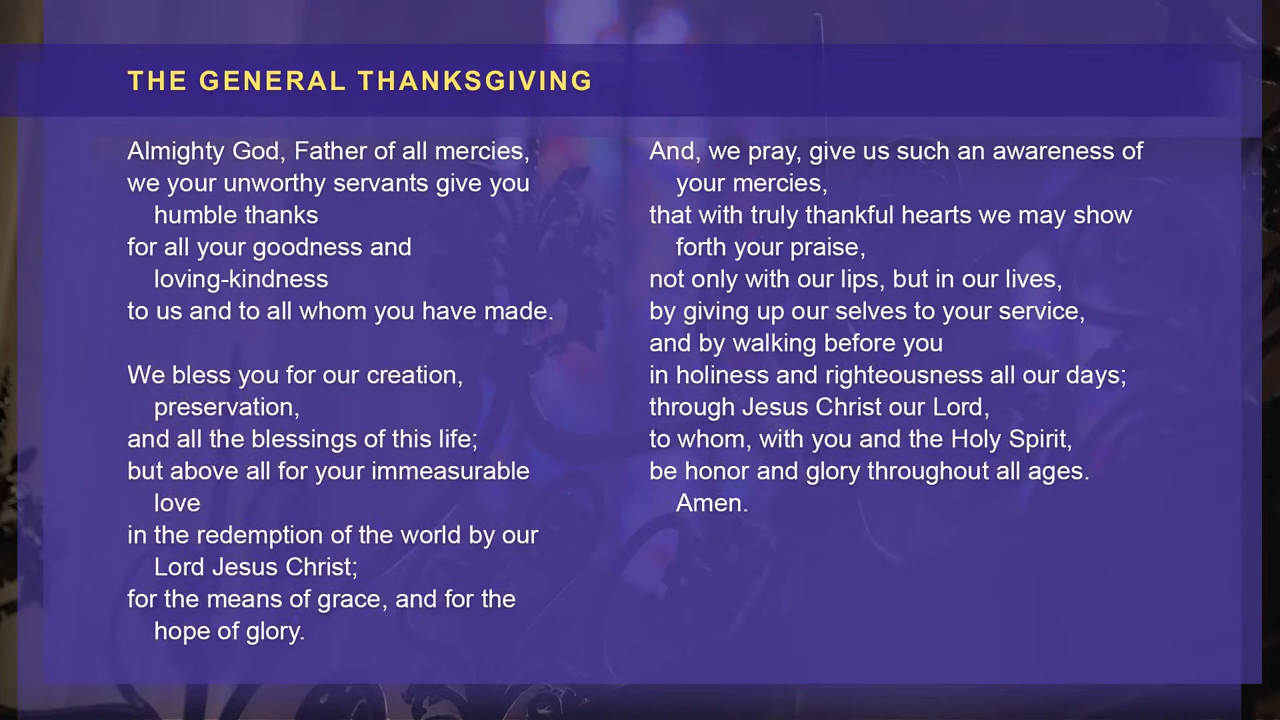 THE GENERAL THANKSGIVING
Almighty God, Father of all mercies,
we your unworthy servants give you
humble thanks
for all your goodness and
loving-kindness
to us and to all whom you have made.
We bless you for our creation,
preservation,
and all the blessings of this life;
but above all for your immeasurable
love
in the redemption of the world by our
Lord Jesus Christ;
for the means of grace, and for the
hope of glory.
And, we pray, give us such an awareness of
your mercies,
that with truly thankful hearts we may show
forth your praise,
not only with our lips, but in our lives,
by giving up our selves to your service,
and by walking before you
in holiness and righteousness all our days;
through Jesus Christ our Lord,
to whom, with you and the Holy Spirit,
be honor and glory throughout all ages.
Amen.